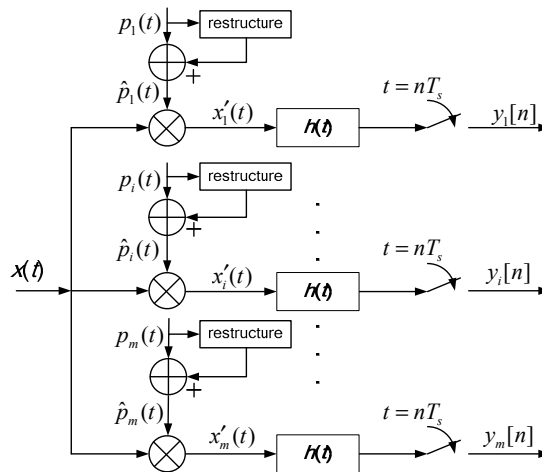 p₁(t) restructure
+
p̂₁(t)
x′₁(t) h(t) t = nTₛ y₁[n]
pᵢ(t) restructure
+
p̂ᵢ(t)
x(t)
x′ᵢ(t) h(t) t = nTₛ yᵢ[n]
pₘ(t) restructure
+
p̂ₘ(t)
x′ₘ(t) h(t) t = nTₛ yₘ[n]